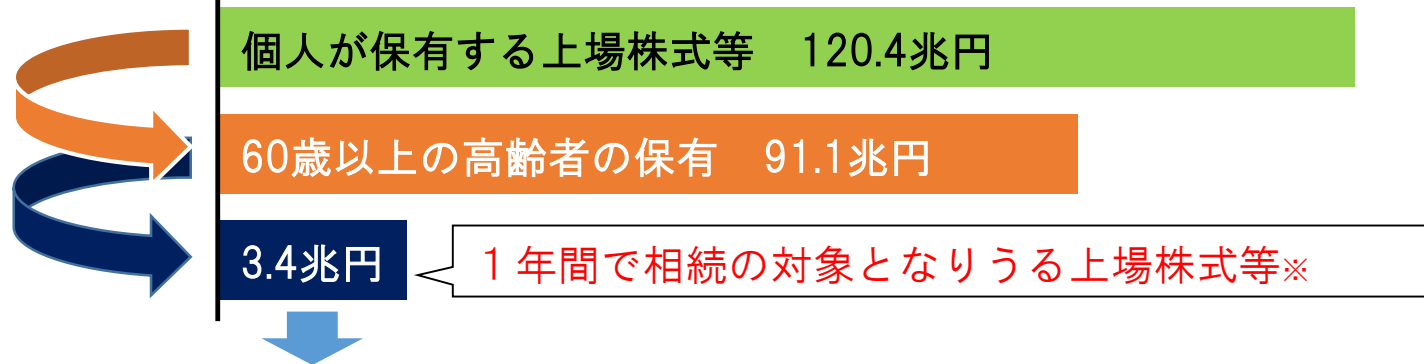 個人が保有する上場株式等　120.4兆円
60歳以上の高齢者の保有　91.1兆円
3.4兆円
１年間で相続の対象となりうる上場株式等※